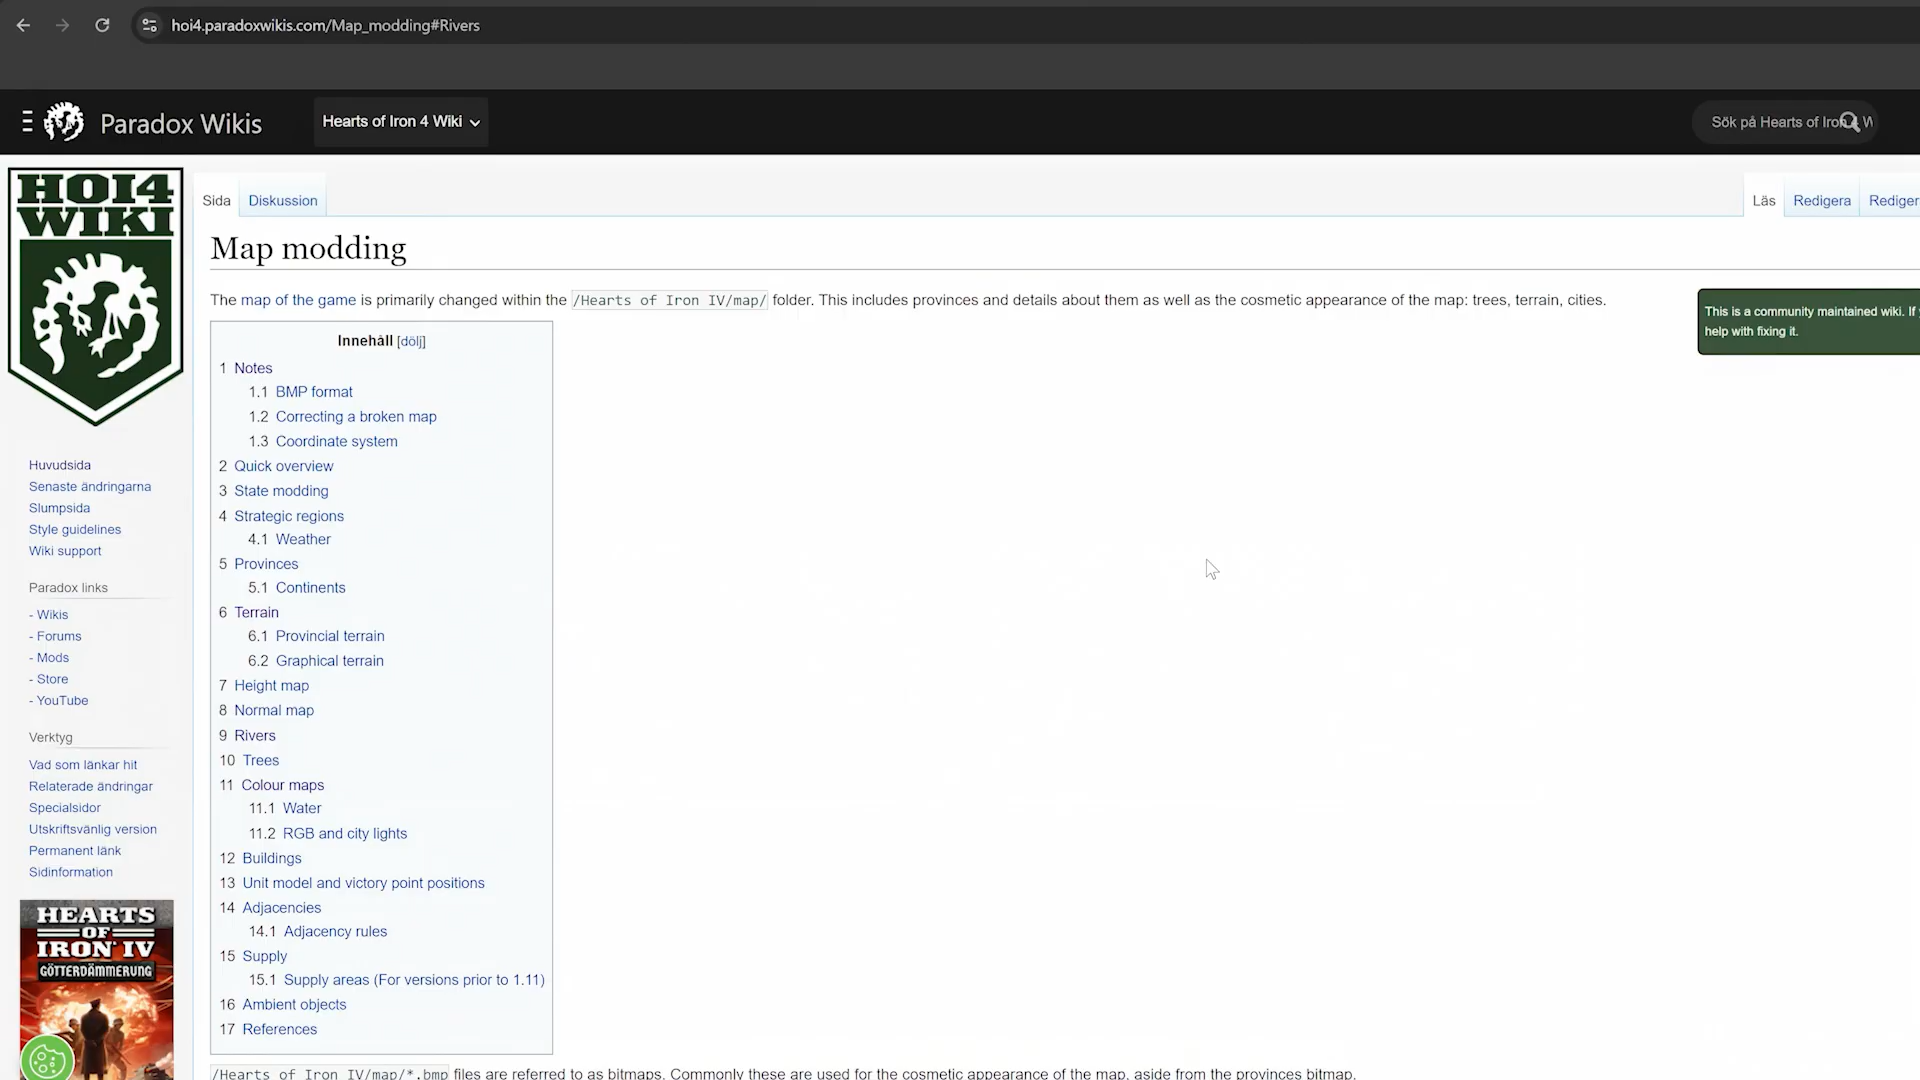 hoi4.paradoxwikis.com/Map_modding#Rivers
Paradox Wikis
Hearts of Iron 4 Wiki
Sök på Hearts of Iron 4 W
HOI4
WIKI
Sida
Diskussion
Läs
Redigera
Rediger
Map modding
The map of the game is primarily changed within the /Hearts of Iron IV/map/ folder. This includes provinces and details about them as well as the cosmetic appearance of the map: trees, terrain, cities.
This is a community maintained wiki. If
help with fixing it.
Innehåll [dölj]
1 Notes
1.1 BMP format
1.2 Correcting a broken map
1.3 Coordinate system
2 Quick overview
3 State modding
4 Strategic regions
4.1 Weather
5 Provinces
5.1 Continents
6 Terrain
6.1 Provincial terrain
6.2 Graphical terrain
7 Height map
8 Normal map
9 Rivers
10 Trees
11 Colour maps
11.1 Water
11.2 RGB and city lights
12 Buildings
13 Unit model and victory point positions
14 Adjacencies
14.1 Adjacency rules
15 Supply
15.1 Supply areas (For versions prior to 1.11)
16 Ambient objects
17 References
/Hearts of Iron IV/map/*.bmp files are referred to as bitmaps. Commonly these are used for the cosmetic appearance of the map, aside from the provinces bitmap.
Huvudsida
Senaste ändringarna
Slumpsida
Style guidelines
Wiki support
Paradox links
- Wikis
- Forums
- Mods
- Store
- YouTube
Verktyg
Vad som länkar hit
Relaterade ändringar
Specialsidor
Utskriftsvänlig version
Permanent länk
Sidinformation
HEARTS
OF
IRON IV
GÖTTERDÄMMERUNG